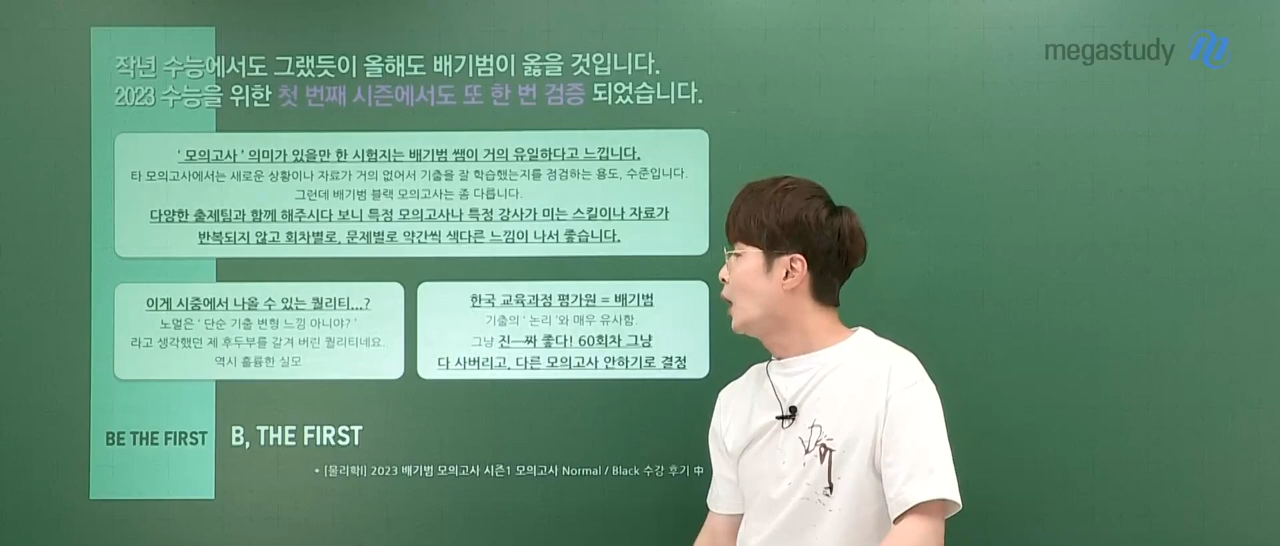 megastudy
작년 수능에서도 그랬듯이 올해도 배기범이 옳을 것입니다.
2023 수능을 위한 첫 번째 시즌에서도 또 한 번 검증 되었습니다.
' 모의고사 ' 의미가 있을만 한 시험지는 배기범 쌤이 거의 유일하다고 느낍니다.
타 모의고사에서는 새로운 상황이나 자료가 거의 없어서 기출을 잘 학습했는지를 점검하는 용도, 수준입니다.
그런데 배기범 블랙 모의고사는 좀 다릅니다.
다양한 출제팀과 함께 해주시다 보니 특정 모의고사나 특정 강사가 미는 스킬이나 자료가
반복되지 않고 회차별로, 문제별로 약간씩 색다른 느낌이 나서 좋습니다.
이게 시중에서 나올 수 있는 퀄리티...?
노멀은 ' 단순 기출 변형 느낌 아니야? '
라고 생각했던 제 후두부를 갈겨 버린 퀄리티네요.
역시 훌륭한 실모
한국 교육과정 평가원 = 배기범
기출의 ' 논리 '와 매우 유사함.
그냥 진—짜 좋다! 60회차 그냥
다 사버리고, 다른 모의고사 안하기로 결정
BE THE FIRST
B, THE FIRST
* [물리학I] 2023 배기범 모의고사 시즌1 모의고사 Normal / Black 수강 후기 中